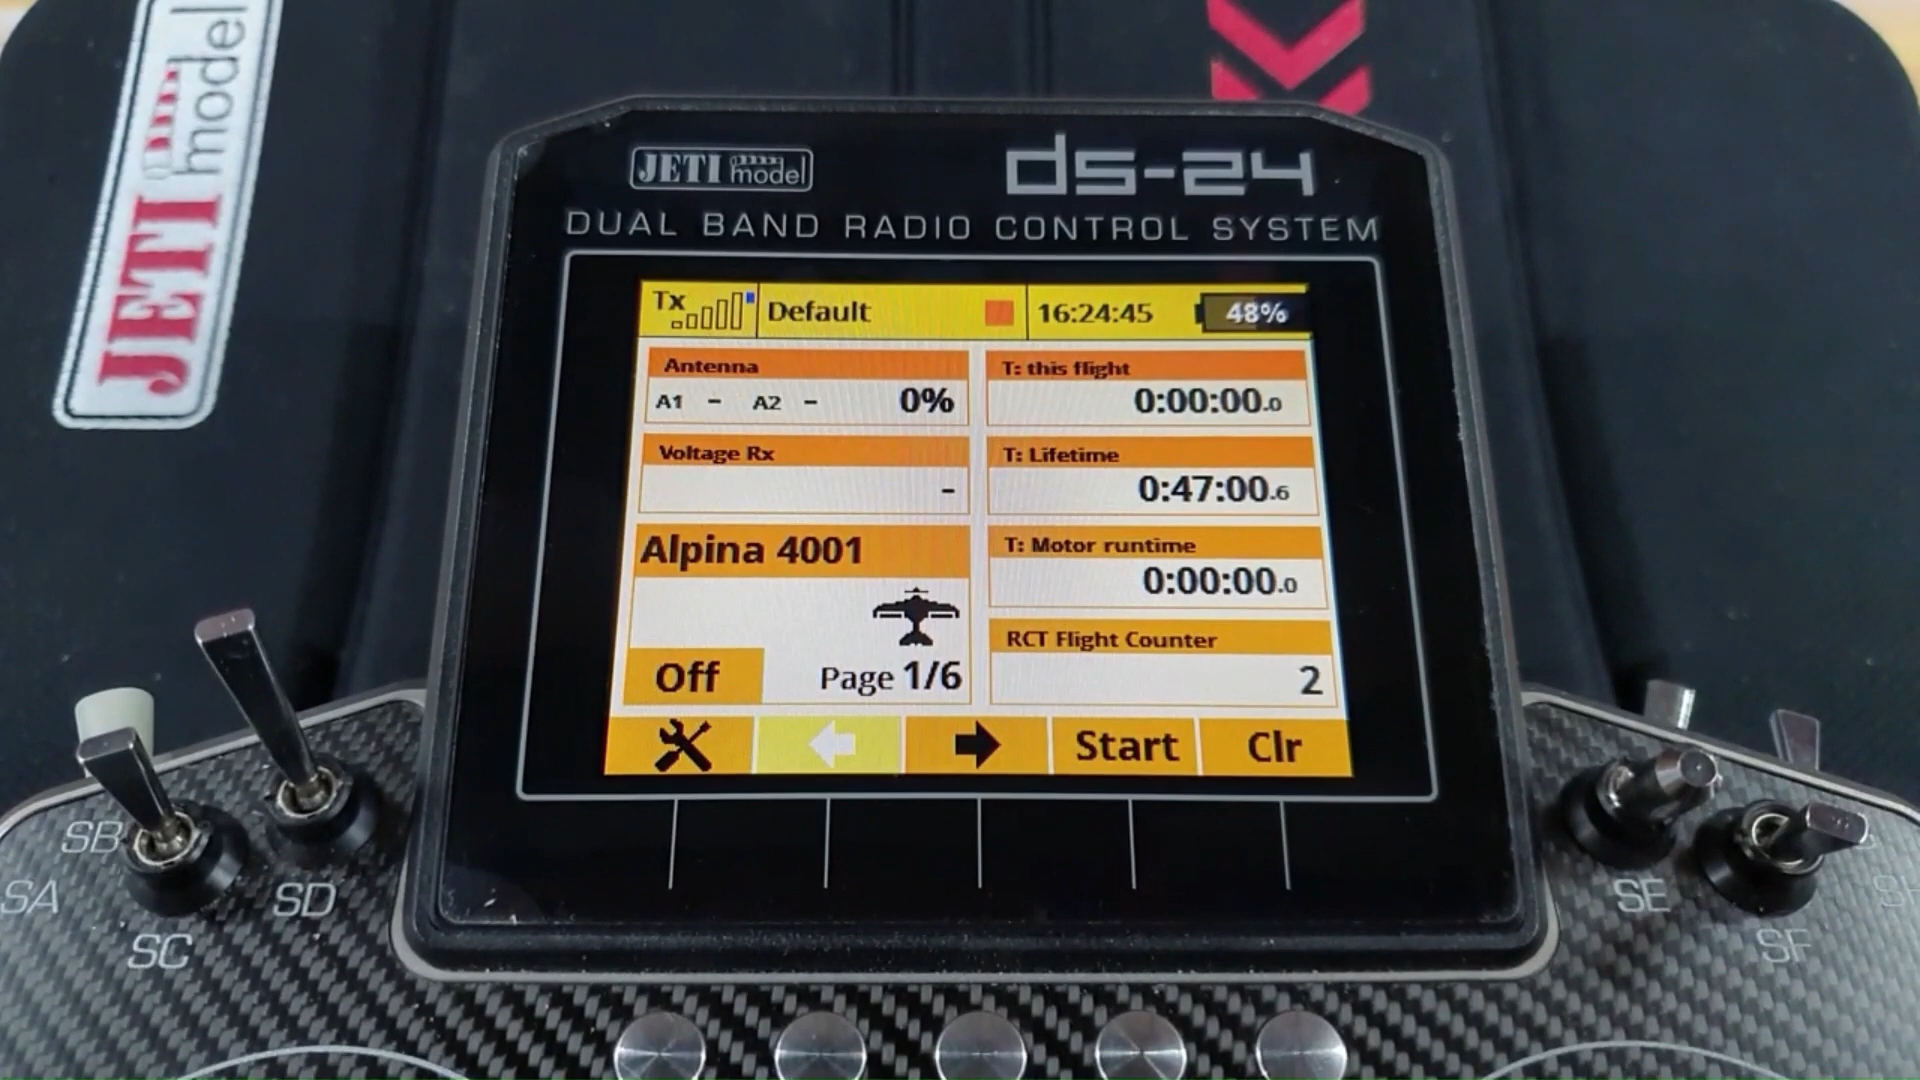 JETI model
JETI model
ds-24
DUAL BAND RADIO CONTROL SYSTEM
Tx
Default
16:24:45
48%
Antenna
A1 - A2 - 0%
T: this flight
0:00:00.0
Voltage Rx
-
T: Lifetime
0:47:00.6
Alpina 4001
T: Motor runtime
0:00:00.0
RCT Flight Counter
2
Off
Page 1/6
Start
Clr
SB
SA
SD
SC
SE
SF